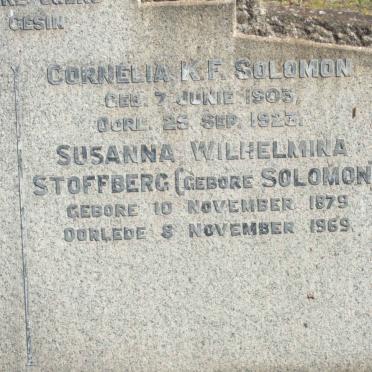 GESIN
CORNELIA K.F. SOLOMON
GEB. 7 JUNIE 1903,
OORL. 25 SEP. 1923.
SUSANNA WILHELMINA
STOFFBERG (GEBORE SOLOMON)
GEBORE 10 NOVEMBER 1879
OORLEDE 8 NOVEMBER 1969.